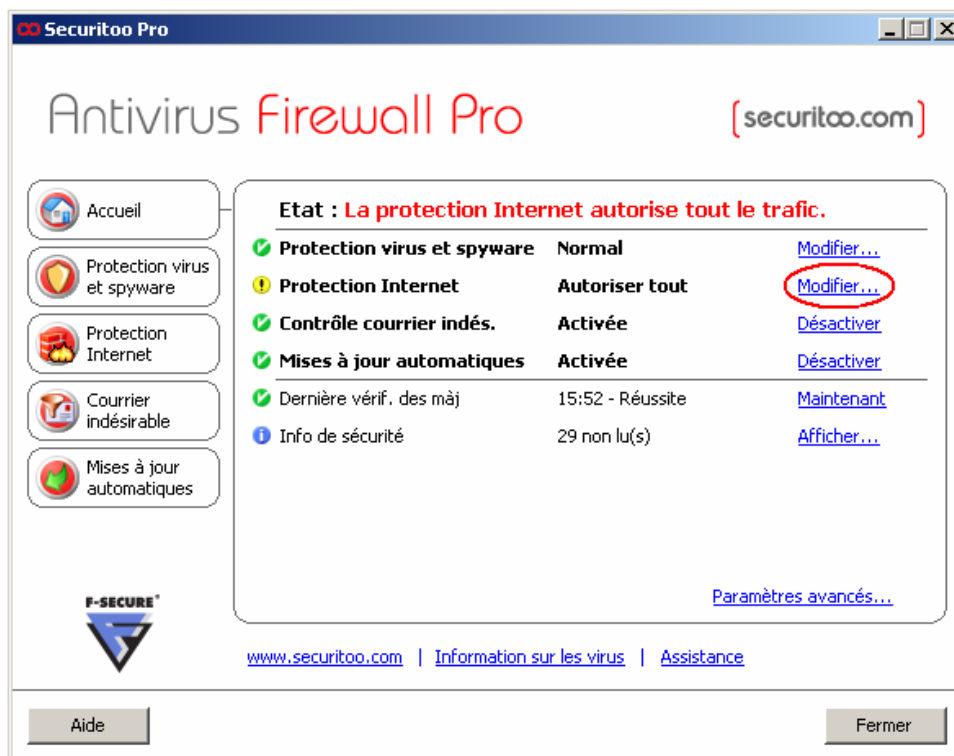 Securitoo Pro
Antivirus Firewall Pro
[securitoo.com]
Accueil
Protection virus
et spyware
Protection
Internet
Courrier
indésirable
Mises à jour
automatiques
Etat : La protection Internet autorise tout le trafic.
Protection virus et spyware Normal Modifier...
Protection Internet Autoriser tout Modifier...
Contrôle courrier indés. Activée Désactiver
Mises à jour automatiques Activée Désactiver
Dernière vérif. des màj 15:52 - Réussite Maintenant
Info de sécurité 29 non lu(s) Afficher...
Paramètres avancés...
F-SECURE®
www.securitoo.com | Information sur les virus | Assistance
Aide
Fermer